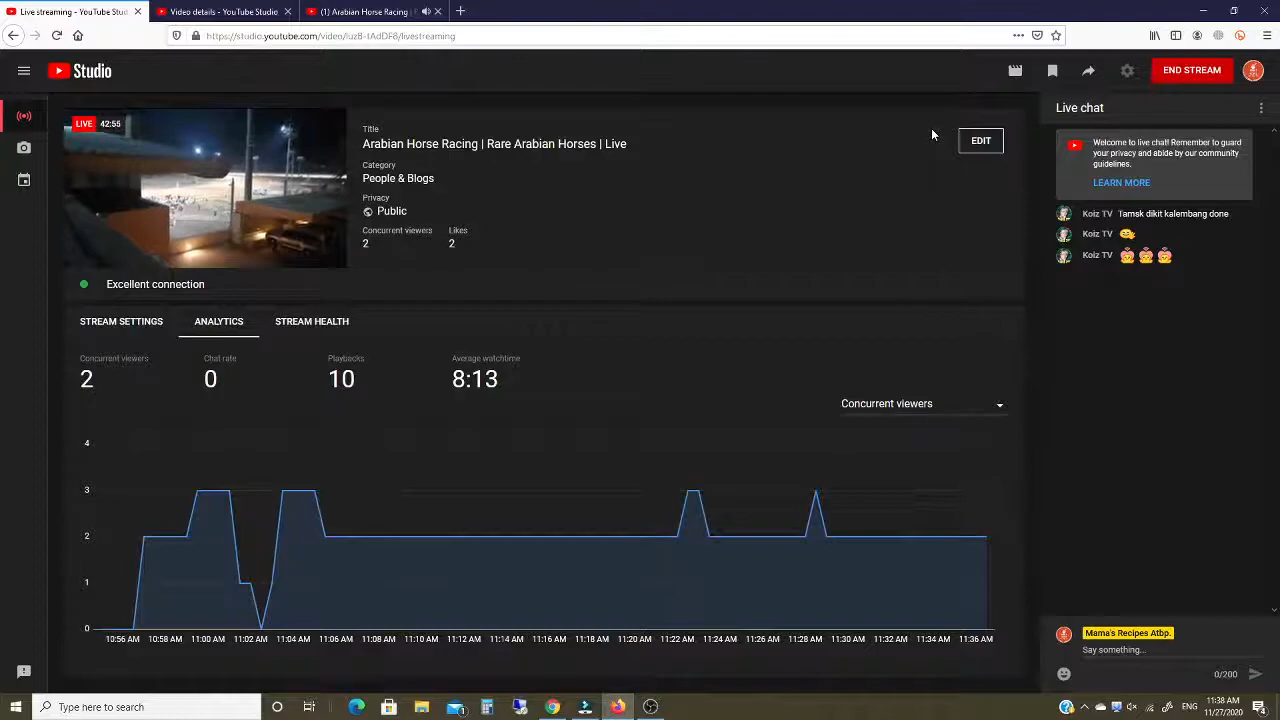 Live streaming - YouTube Stu
Video details - YouTube Studio
(1) Arabian Horse Racing |
https://studio.youtube.com/video/luz8-tAdDF8/livestreaming
Studio
END STREAM
LIVE 42:55
Title
Arabian Horse Racing | Rare Arabian Horses | Live
EDIT
Category
People & Blogs
Privacy
Public
Concurrent viewers Likes
2 2
Excellent connection
STREAM SETTINGS ANALYTICS STREAM HEALTH
Concurrent viewers Chat rate Playbacks Average watchtime
2 0 10 8:13
Concurrent viewers
4
3
2
1
0
10:56 AM 10:58 AM 11:00 AM 11:02 AM 11:04 AM 11:06 AM 11:08 AM 11:10 AM 11:12 AM 11:14 AM 11:16 AM 11:18 AM 11:20 AM 11:22 AM 11:24 AM 11:26 AM 11:28 AM 11:30 AM 11:32 AM 11:34 AM 11:36 AM
Live chat
Welcome to live chat! Remember to guard
your privacy and abide by our community
guidelines.
LEARN MORE
Koiz TV Tamsk dikit kalembang done
Koiz TV
Koiz TV
Mama's Recipes Atbp.
Say something...
0/200
Type here to search
ENG
11:38 AM
11/27/2020